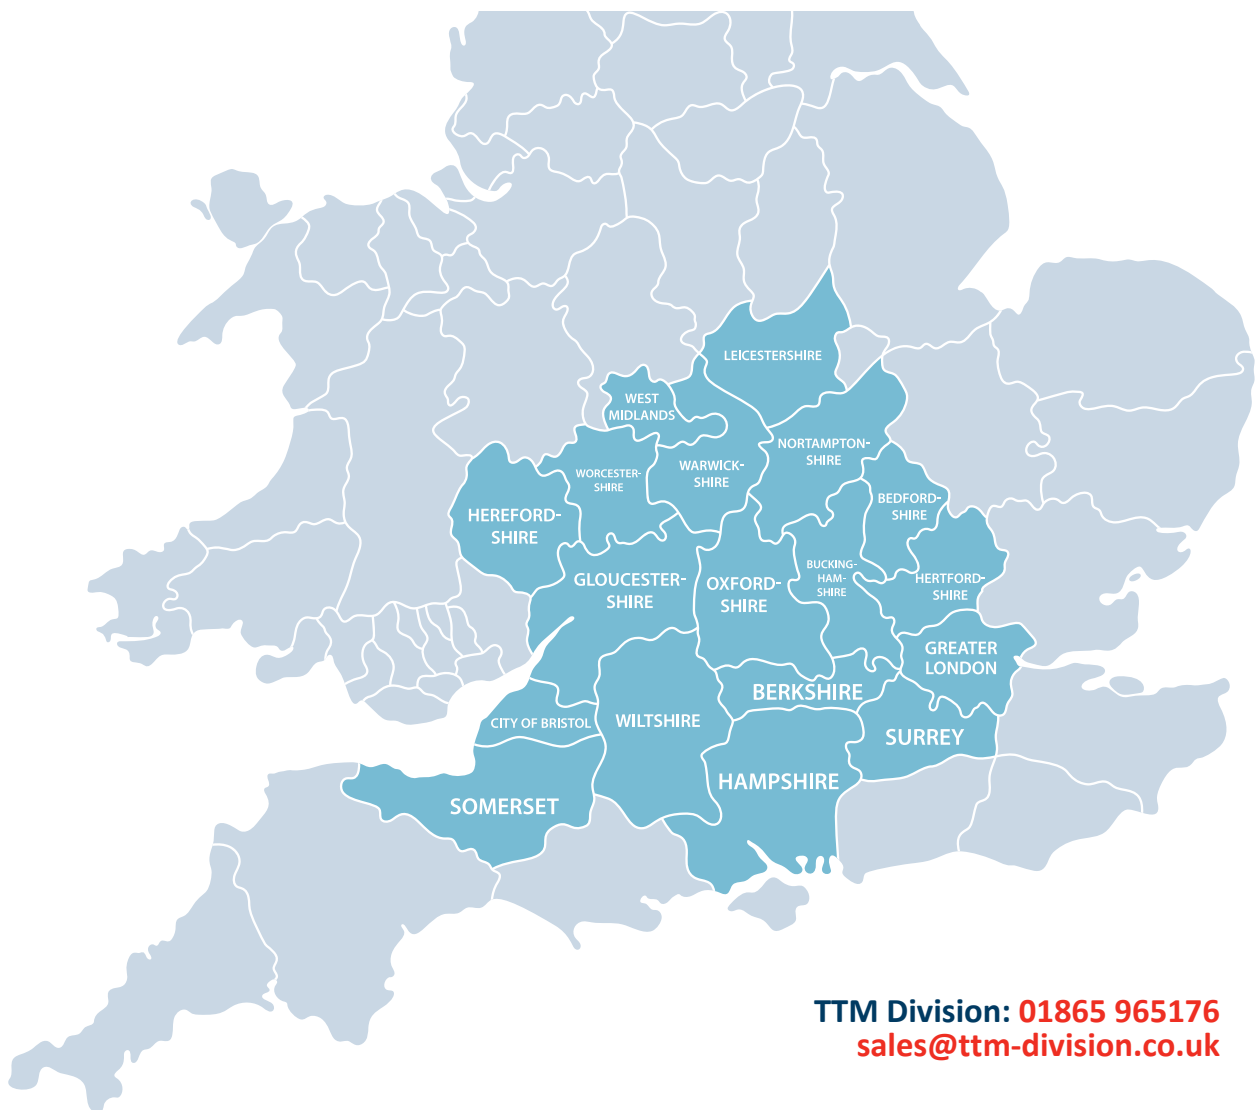 LEICESTERSHIRE
WEST
MIDLANDS
NORTAMPTON-
SHIRE
WARWICK-
SHIRE
WORCESTER-
SHIRE
BEDFORD-
SHIRE
HEREFORD-
SHIRE
GLOUCESTER-
SHIRE
OXFORD-
SHIRE
BUCKING-
HAM-
SHIRE
HERTFORD-
SHIRE
GREATER
LONDON
BERKSHIRE
CITY OF BRISTOL
WILTSHIRE
SURREY
HAMPSHIRE
SOMERSET
TTM Division: 01865 965176
sales@ttm-division.co.uk